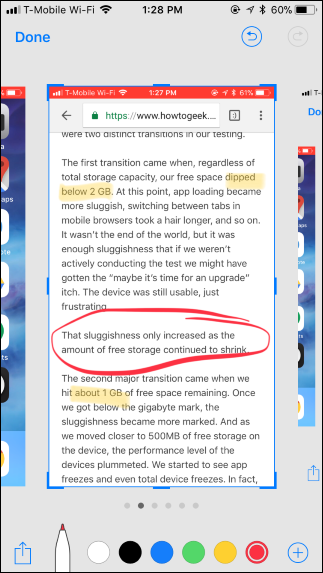 T-Mobile Wi-Fi 1:28 PM 60%
Done
T-Mobile Wi-Fi 1:27 PM 61%
https://www.howtogeek.
were two distinct transitions in our testing.
The first transition came when, regardless of
total storage capacity, our free space dipped
below 2 GB. At this point, app loading became
more sluggish, switching between tabs in
mobile browsers took a hair longer, and so on.
It wasn't the end of the world, but it was
enough sluggishness that if we weren't
actively conducting the test we might have
gotten the "maybe it's time for an upgrade"
itch. The device was still usable, just
frustrating.
That sluggishness only increased as the
amount of free storage continued to shrink.
The second major transition came when we
hit about 1 GB of free space remaining. Once
we got below the gigabyte mark, the
sluggishness became more marked. And as
we moved closer to 500MB of free storage on
the device, the performance level of the
devices plummeted. We started to see app
freezes and even total device freezes. In fact,